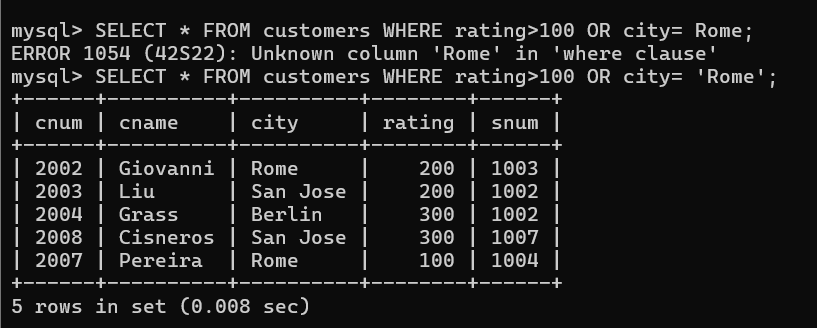 mysql> SELECT * FROM customers WHERE rating>100 OR city= Rome;
ERROR 1054 (42S22): Unknown column 'Rome' in 'where clause'
mysql> SELECT * FROM customers WHERE rating>100 OR city= 'Rome';
+------+----------+----------+--------+------+
| cnum | cname    | city     | rating | snum |
+------+----------+----------+--------+------+
| 2002 | Giovanni | Rome     |    200 | 1003 |
| 2003 | Liu      | San Jose |    200 | 1002 |
| 2004 | Grass    | Berlin   |    300 | 1002 |
| 2008 | Cisneros | San Jose |    300 | 1007 |
| 2007 | Pereira  | Rome     |    100 | 1004 |
+------+----------+----------+--------+------+
5 rows in set (0.008 sec)